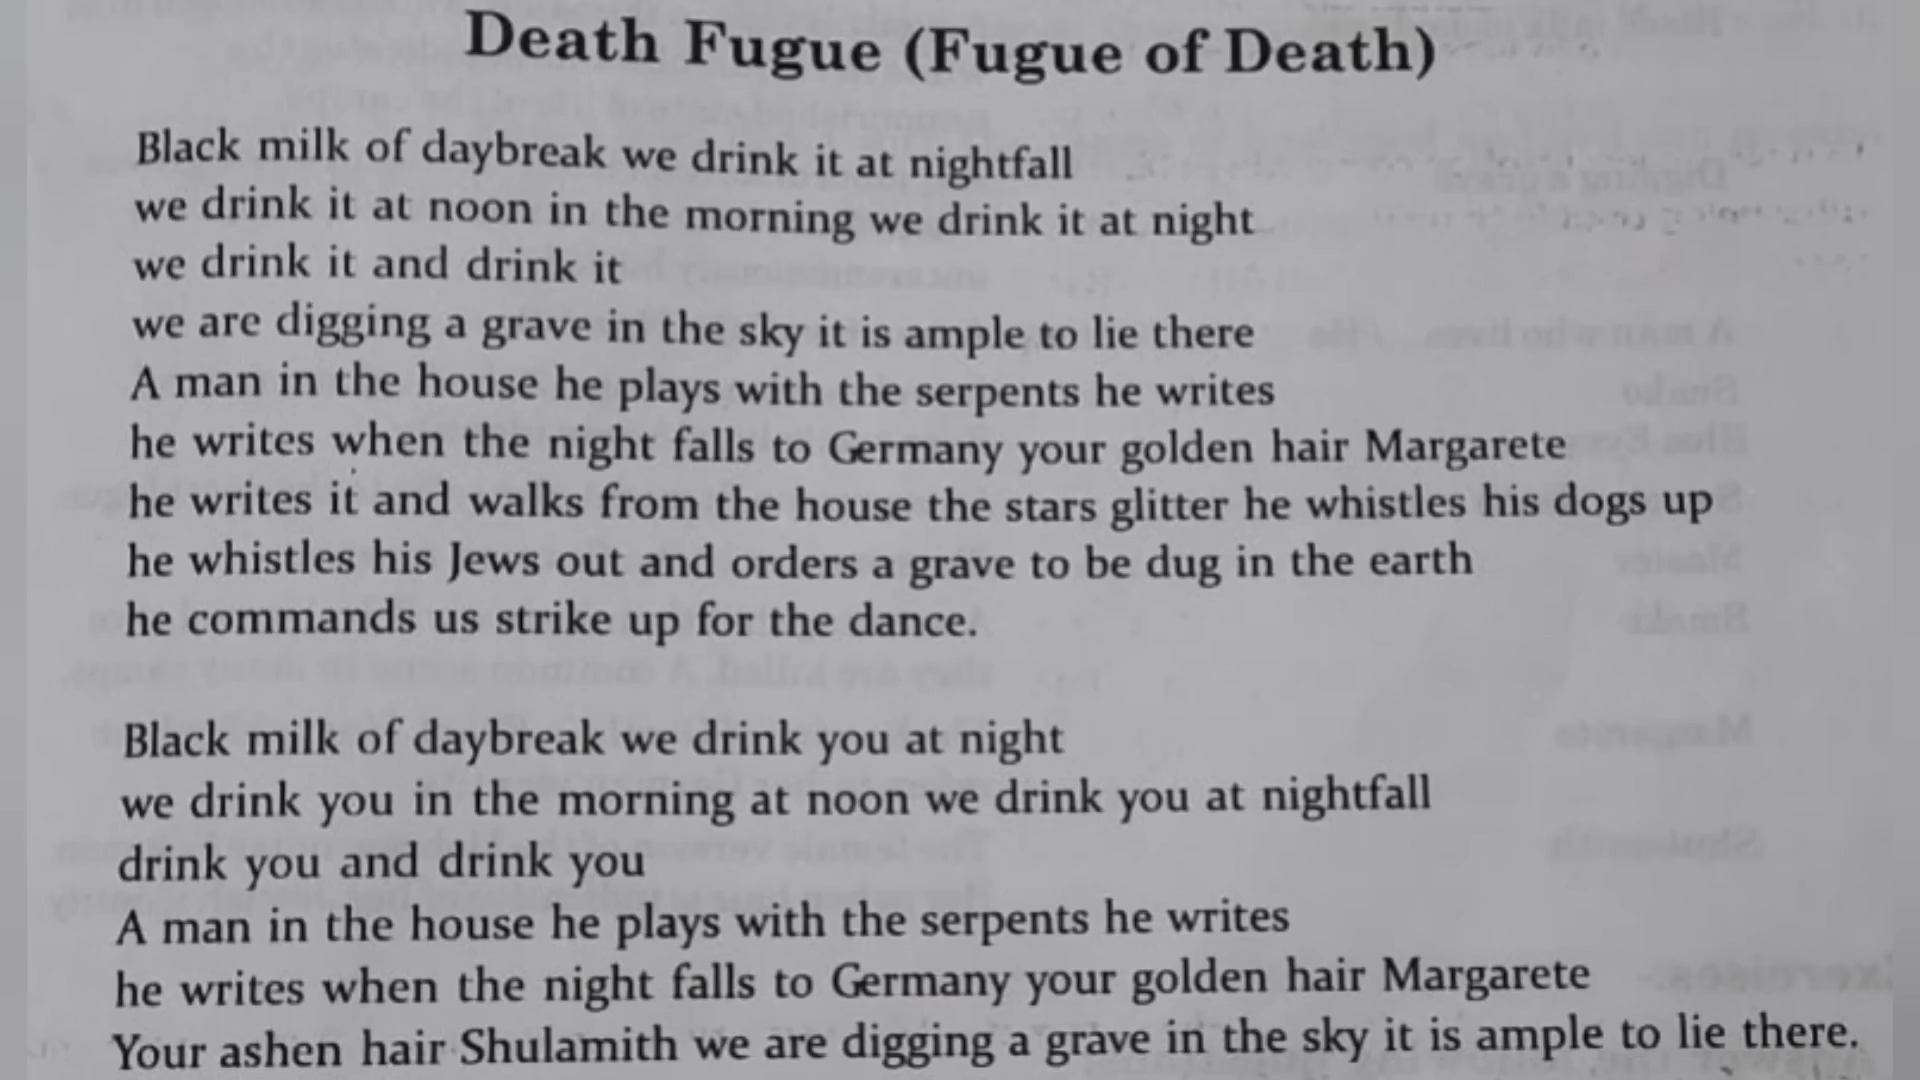 Death Fugue (Fugue of Death)
Black milk of daybreak we drink it at nightfall
we drink it at noon in the morning we drink it at night
we drink it and drink it
we are digging a grave in the sky it is ample to lie there
A man in the house he plays with the serpents he writes
he writes when the night falls to Germany your golden hair Margarete
he writes it and walks from the house the stars glitter he whistles his dogs up
he whistles his Jews out and orders a grave to be dug in the earth
he commands us strike up for the dance.
Black milk of daybreak we drink you at night
we drink you in the morning at noon we drink you at nightfall
drink you and drink you
A man in the house he plays with the serpents he writes
he writes when the night falls to Germany your golden hair Margarete
Your ashen hair Shulamith we are digging a grave in the sky it is ample to lie there.